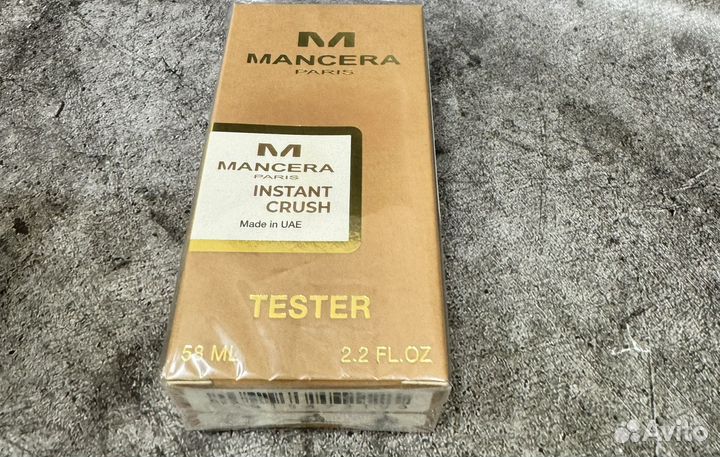 M
MANCERA
PARIS
M
MANCERA
PARIS
INSTANT
CRUSH
Made in UAE
TESTER
58 ML 2.2 FL.OZ
Avito